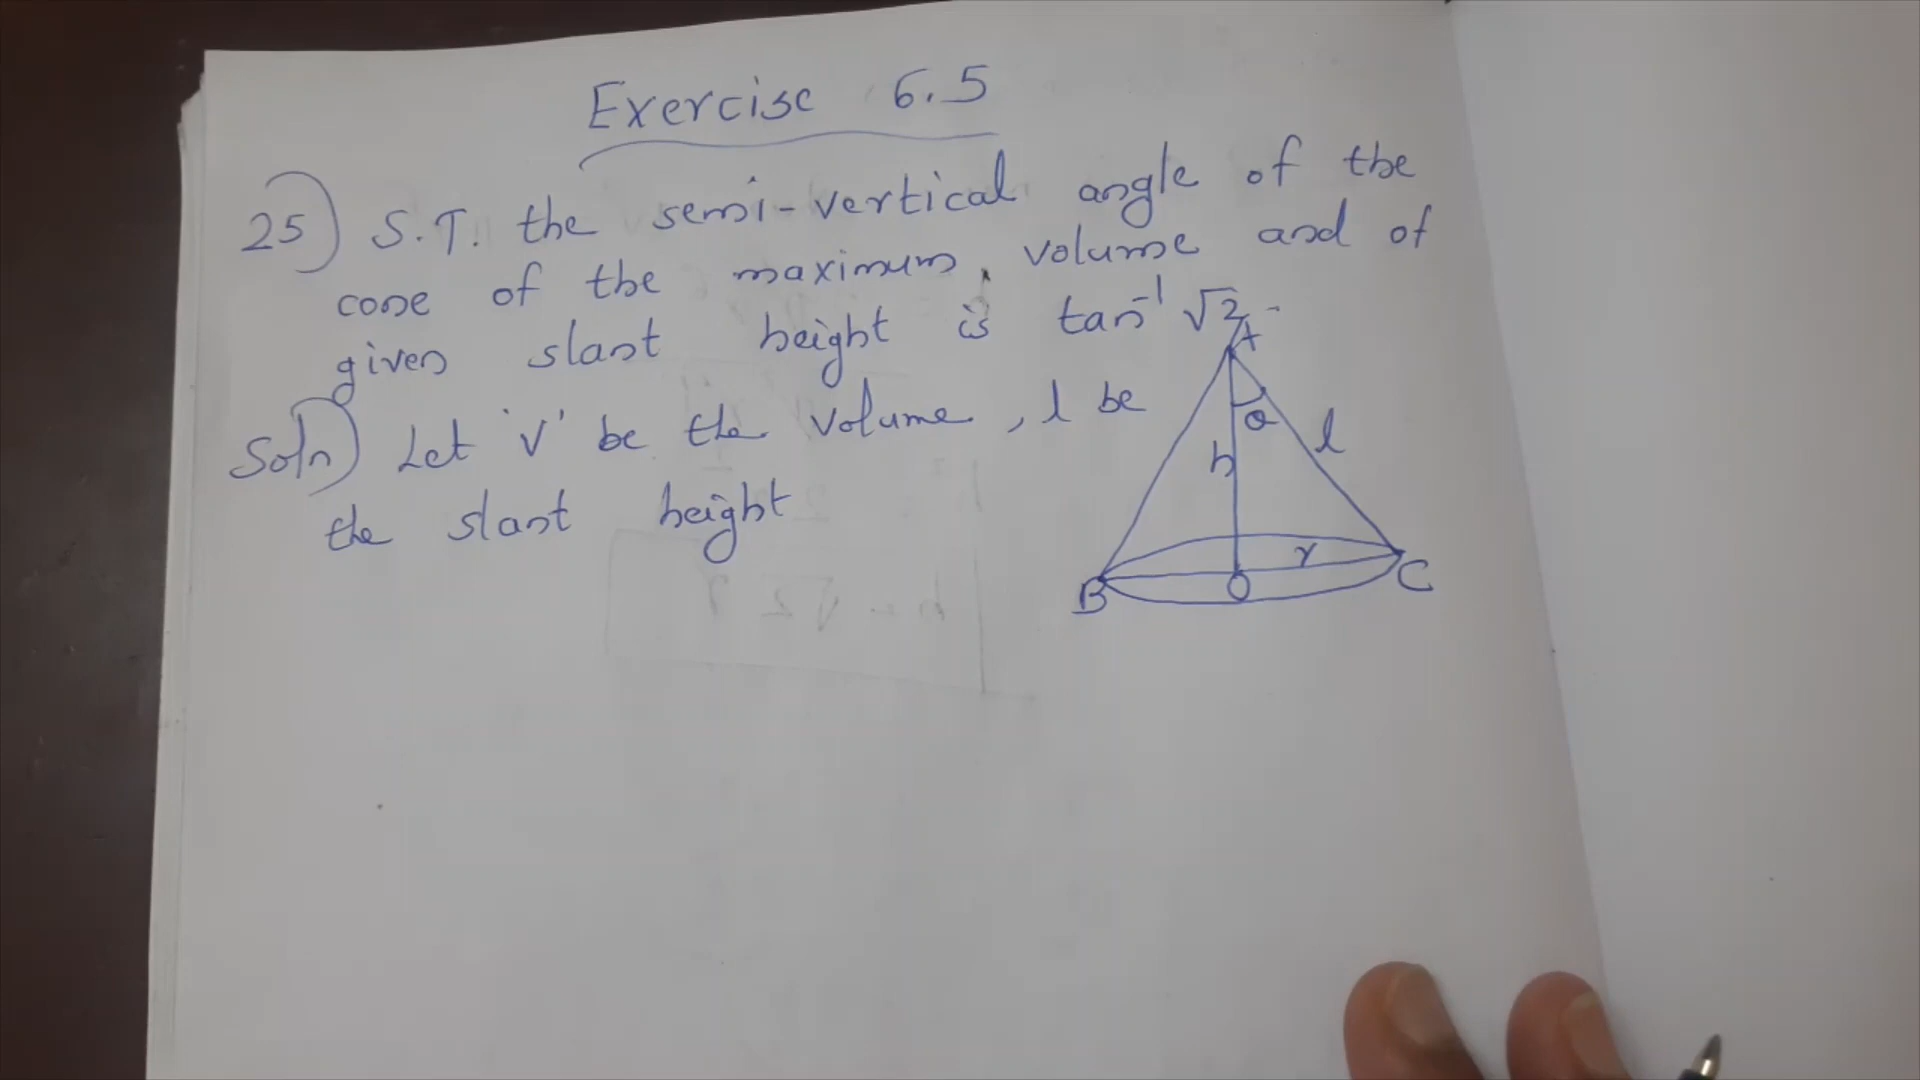 Exercise 6.5
25) S.T. the semi-vertical angle of the
cone of the maximum volume and of
given slant height is tan⁻¹ √2.
Soln) Let 'V' be the volume, l be
the slant height
A
θ
l
h
r
B
O
C